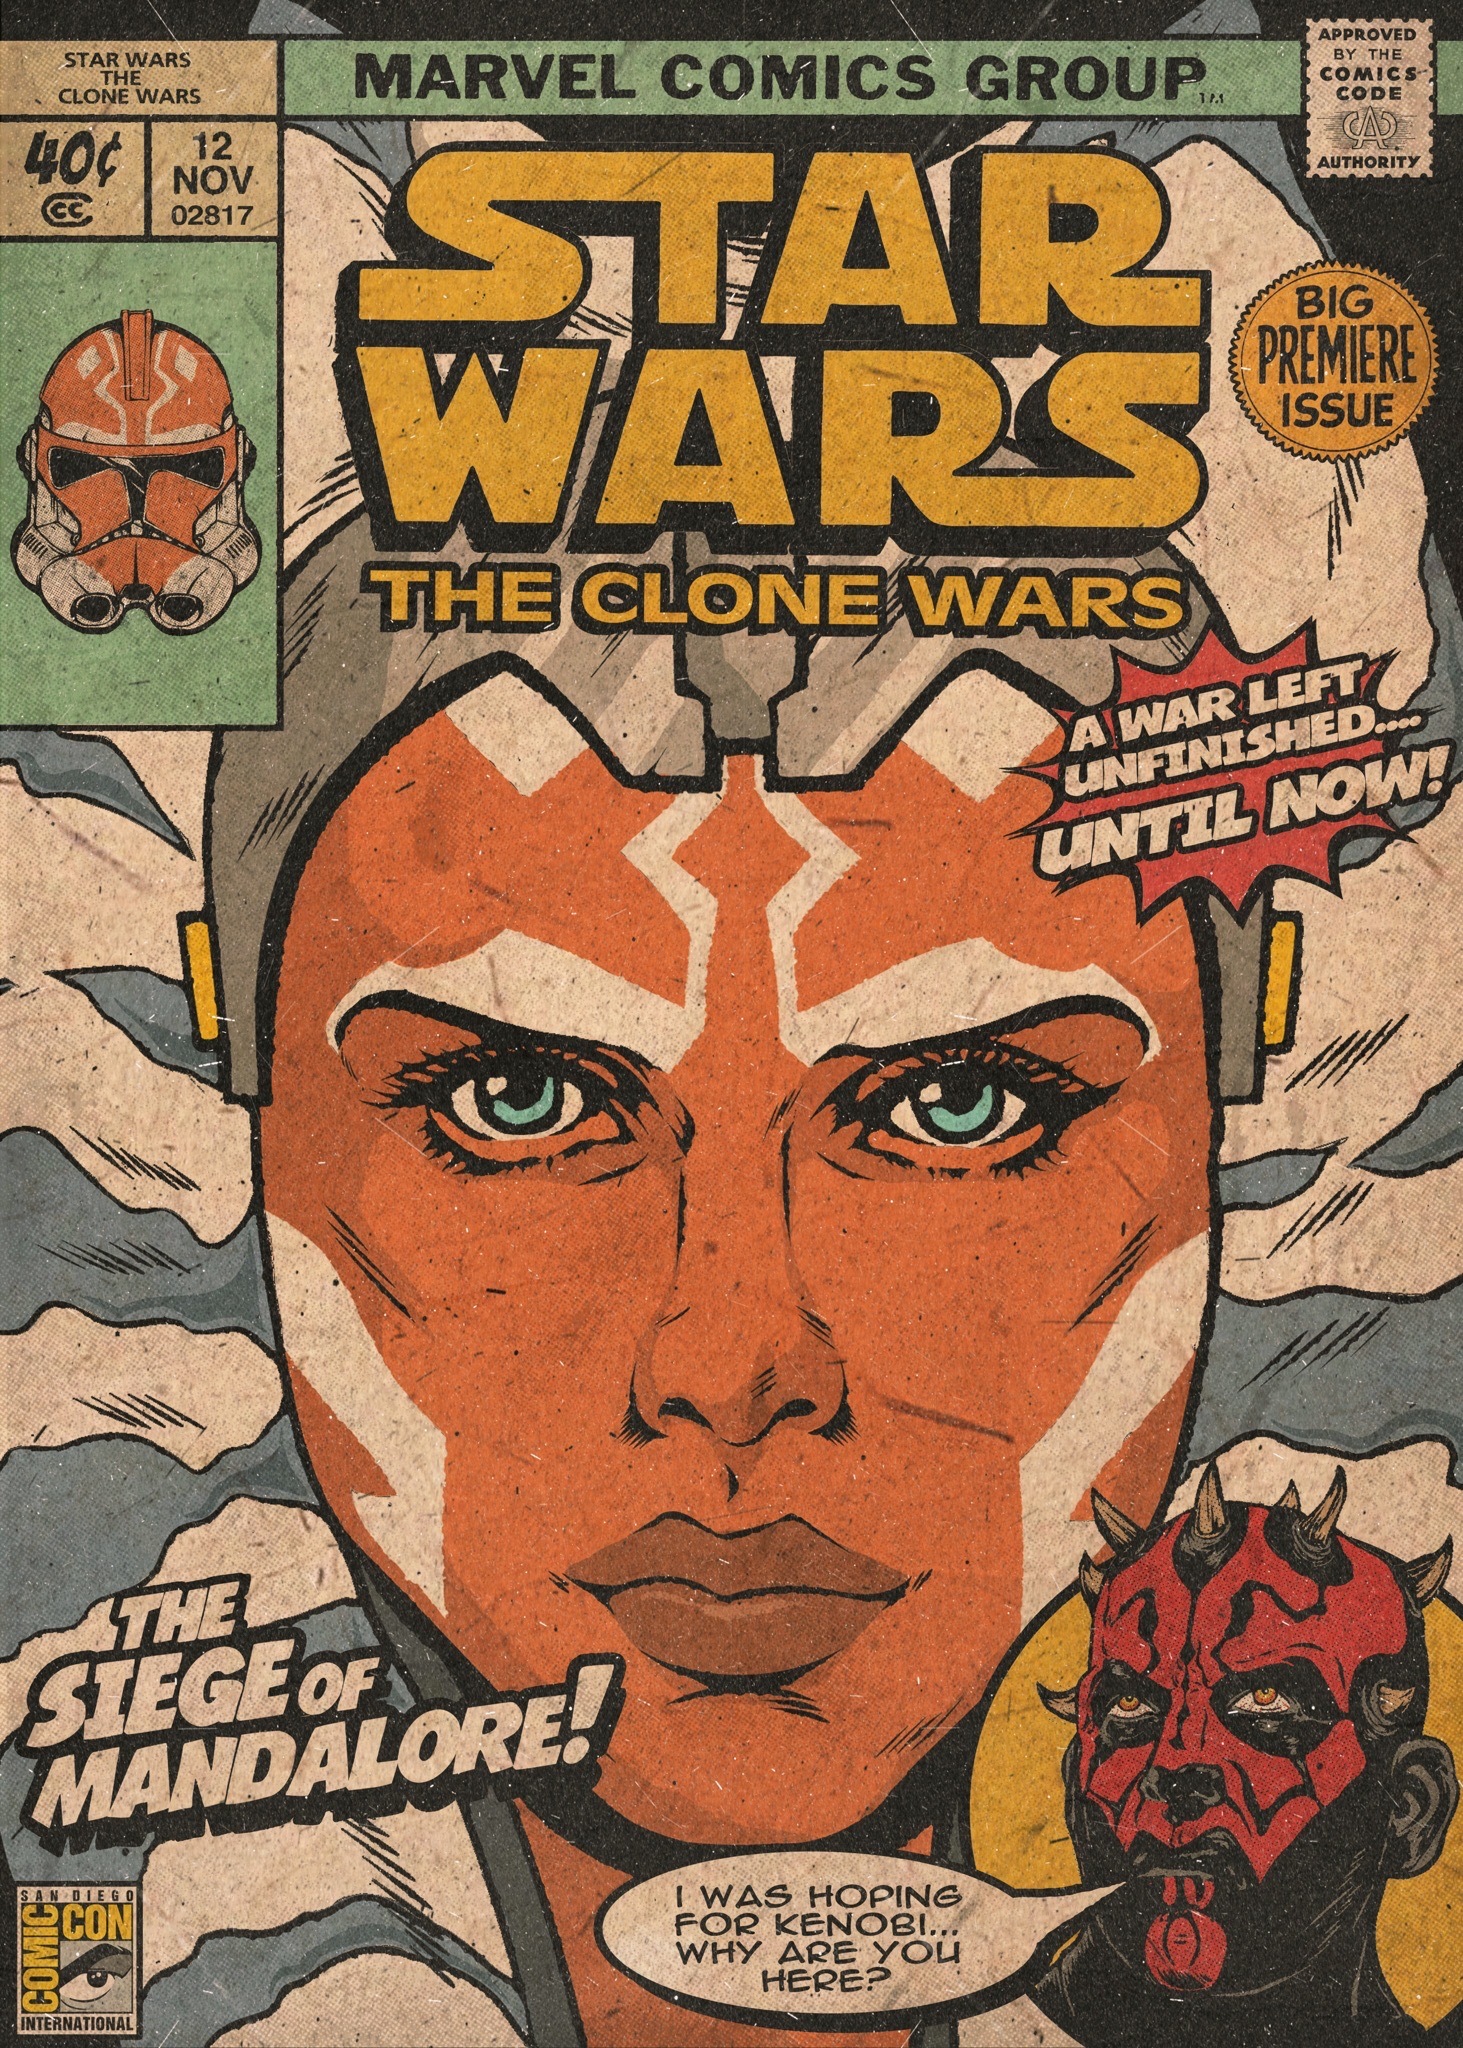 STAR WARS
THE
CLONE WARS
MARVEL COMICS GROUP TM
APPROVED
BY THE
COMICS
CODE
CA
AUTHORITY
40¢
CC
12
NOV
02817
STAR
WARS
THE CLONE WARS
BIG
PREMIERE
ISSUE
A WAR LEFT
UNFINISHED....
UNTIL NOW!
THE
SIEGE OF
MANDALORE!
I WAS HOPING
FOR KENOBI...
WHY ARE YOU
HERE?
SAN DIEGO
COMIC
CON
INTERNATIONAL